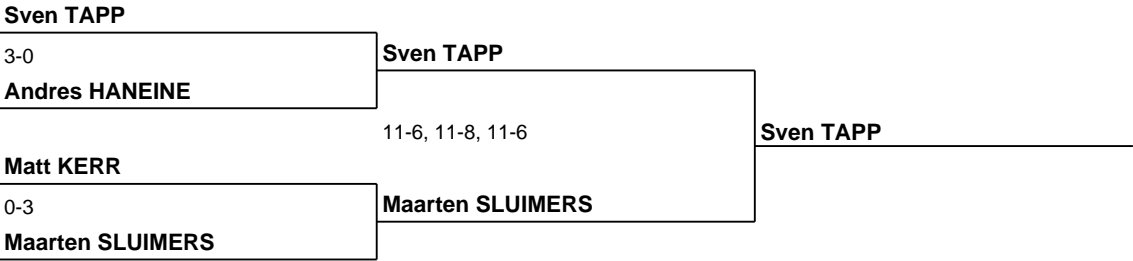 Sven TAPP
3-0
Andres HANEINE
Sven TAPP
11-6, 11-8, 11-6
Sven TAPP
Matt KERR
0-3
Maarten SLUIMERS
Maarten SLUIMERS